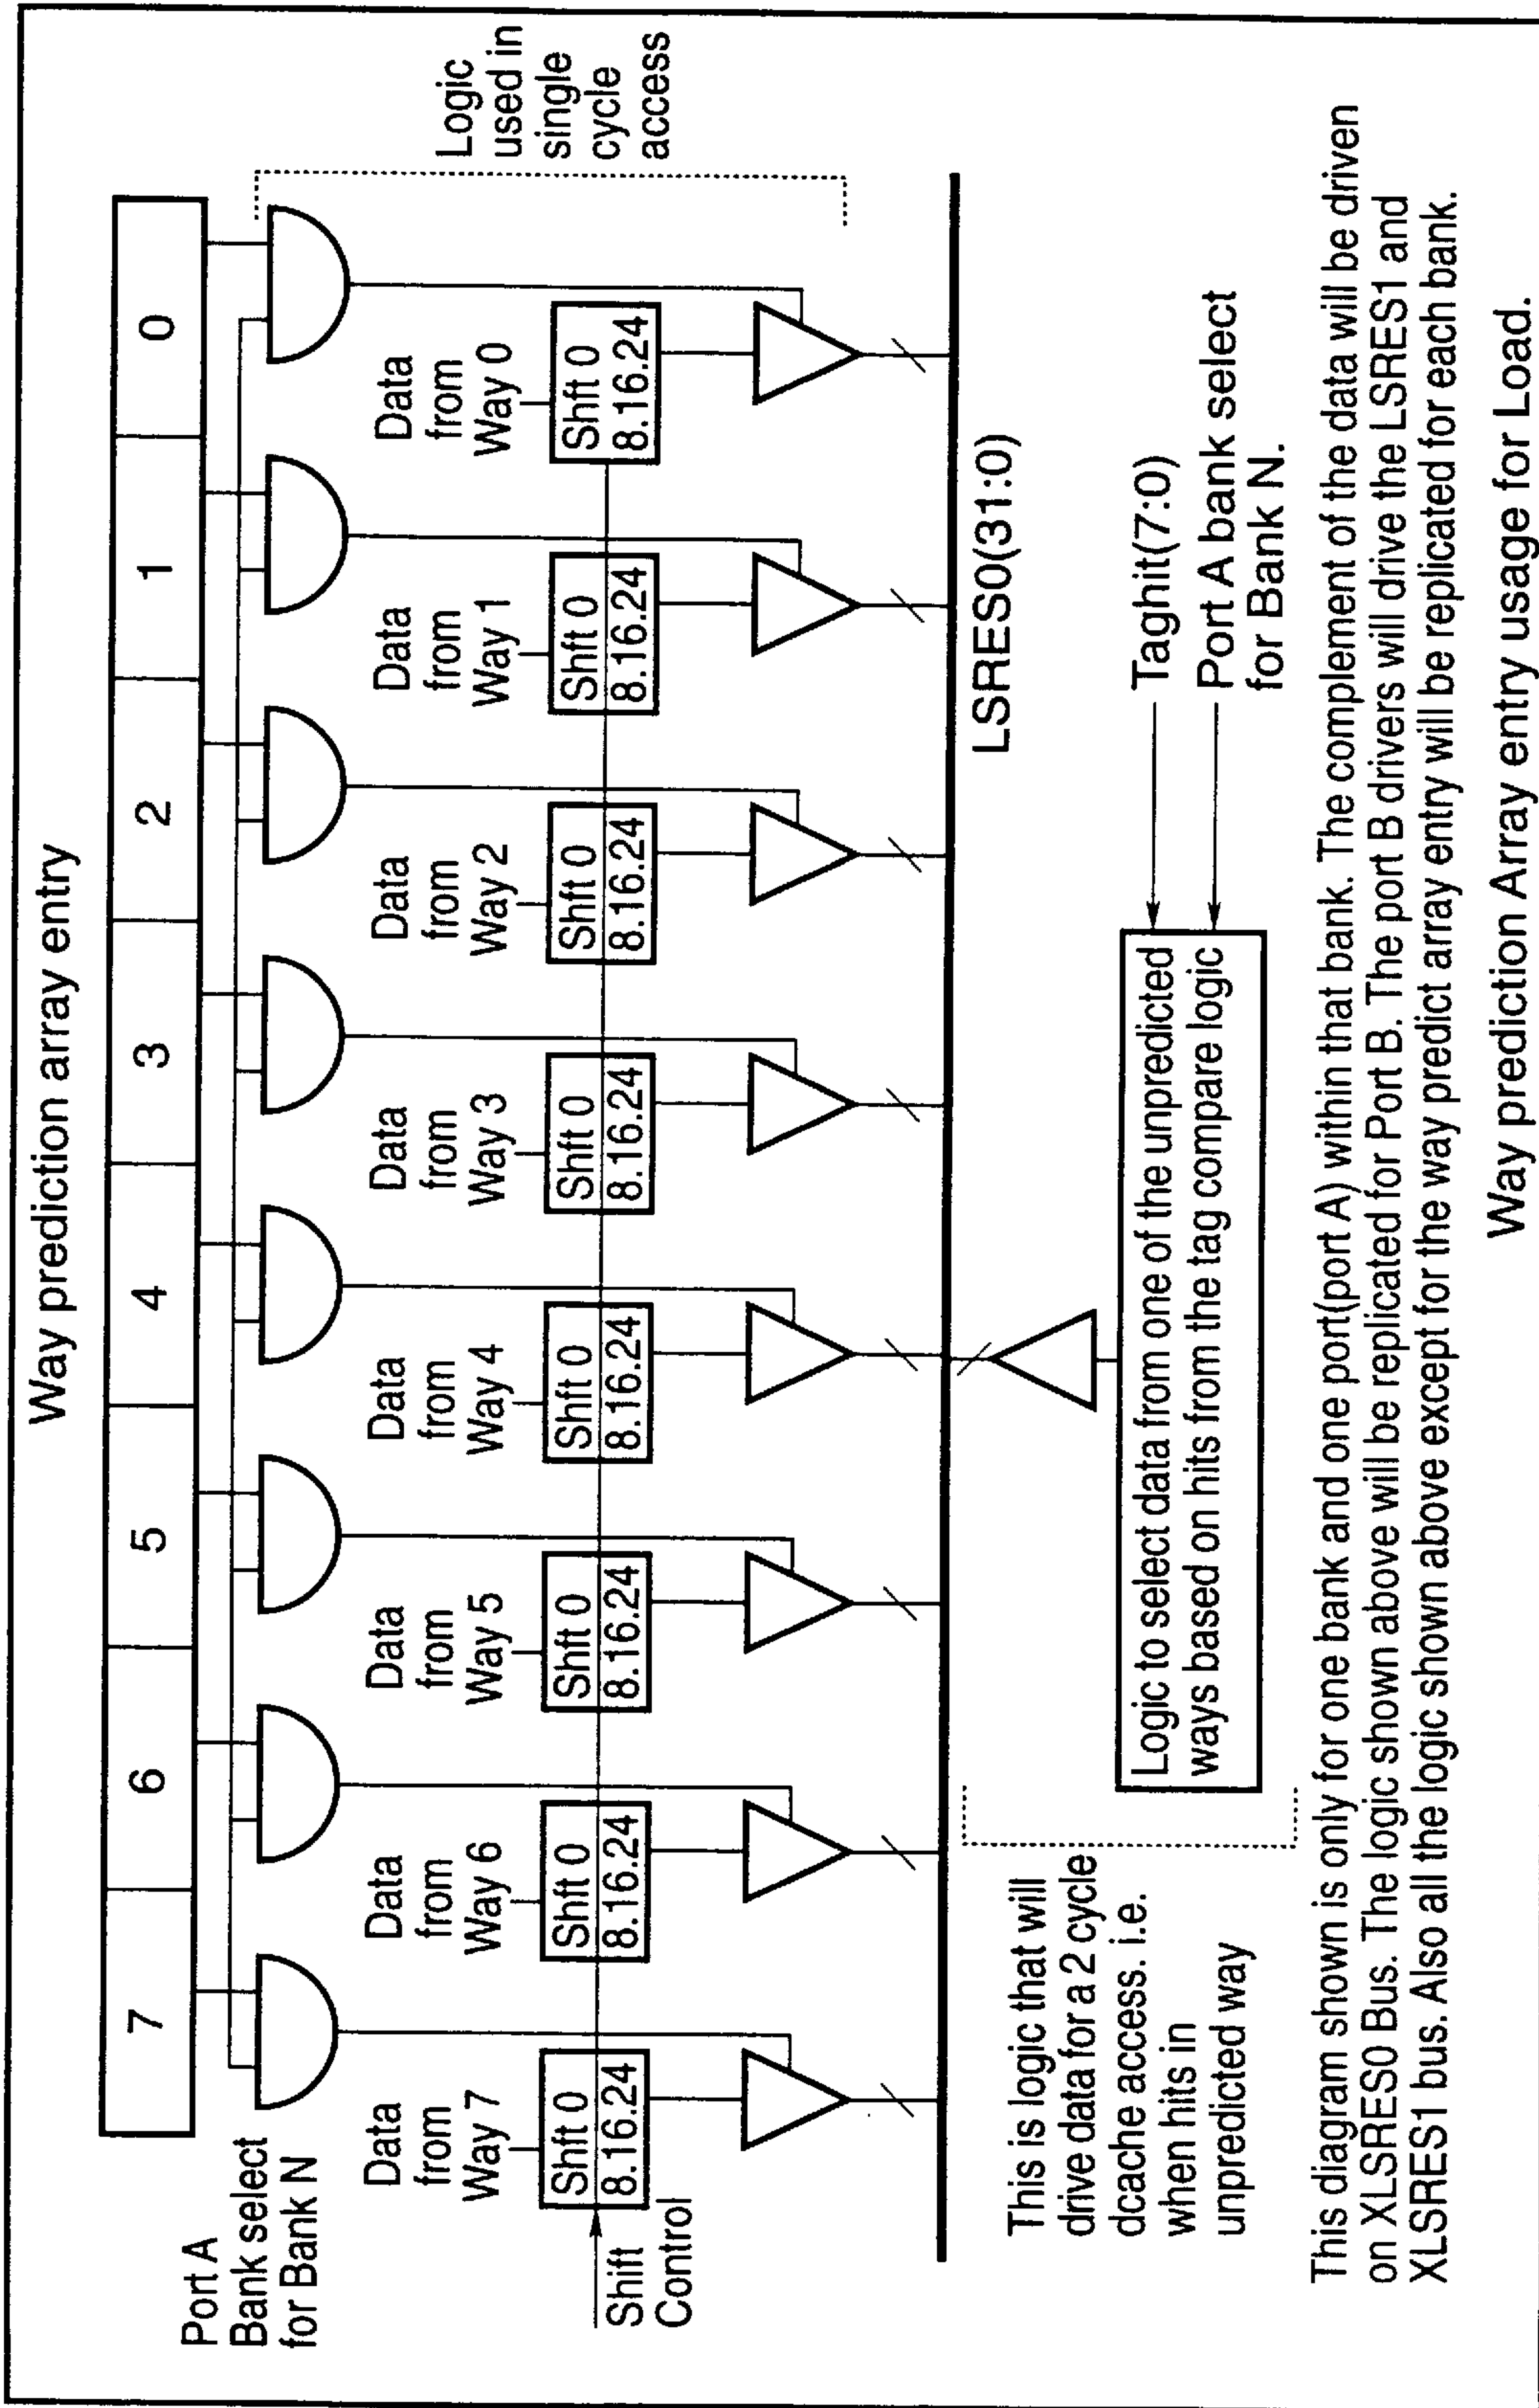 Way prediction array entry
7 6 5 4 3 2 1 0
Port A
Bank select
for Bank N
Logic
used in
single
cycle
access
Data
from
Way 7
Data
from
Way 6
Data
from
Way 5
Data
from
Way 4
Data
from
Way 3
Data
from
Way 2
Data
from
Way 1
Data
from
Way 0
Shift
Control
Shft 0
8.16.24
Shft 0
8.16.24
Shft 0
8.16.24
Shft 0
8.16.24
Shft 0
8.16.24
Shft 0
8.16.24
Shft 0
8.16.24
Shft 0
8.16.24
LSRES0(31:0)
This is logic that will
drive data for a 2 cycle
dcache access. i.e.
when hits in
unpredicted way
Logic to select data from one of the unpredicted
ways based on hits from the tag compare logic
Taghit(7:0)
Port A bank select
for Bank N.
This diagram shown is only for one bank and one port(port A) within that bank. The complement of the data will be driven
on XLSRES0 Bus. The logic shown above will be replicated for Port B. The port B drivers will drive the LSRES1 and
XLSRES1 bus. Also all the logic shown above except for the way predict array entry will be replicated for each bank.
Way prediction Array entry usage for Load.